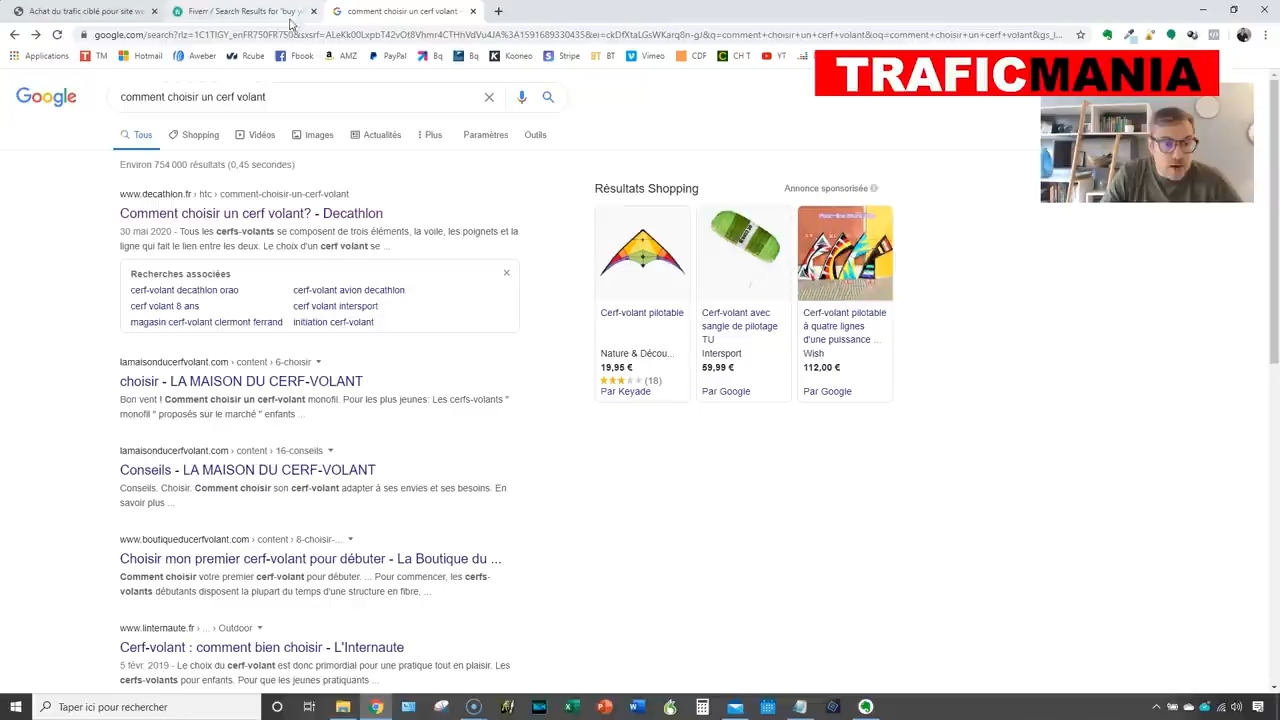 Achat du trafic ciblé pour site we
Fiverr / Search Results for 'buy
comment choisir un cerf volant -
Applications
TM
Hotmail
Aweber
Rduce
Fbook
AMZ
PayPal
Bq
Bq
Kooneo
Stripe
BT
Vimeo
CF
CH T
YT
TRAFICMANIA
Google
comment choisir un cerf volant
Tous
Shopping
Vidéos
Images
Actualités
Plus
Paramètres
Outils
Environ 754 000 résultats (0,45 secondes)
www.decathlon.fr › htc › comment-choisir-un-cerf-volant
Comment choisir un cerf volant? - Decathlon
30 mai 2020 - Tous les cerfs-volants se composent de trois éléments, la voile, les poignets et la
ligne qui fait le lien entre les deux. Le choix d'un cerf volant se ...
Recherches associées
cerf-volant decathlon orao
cerf-volant avion decathlon
cerf volant 8 ans
cerf volant intersport
magasin cerf-volant clermont ferrand
initiation cerf-volant
lamaisonducerfvolant.com › content › 6-choisir
choisir - LA MAISON DU CERF-VOLANT
Bon vent ! Comment choisir un cerf-volant monofil. Pour les plus jeunes: Les cerfs-volants "
monofil " proposés sur le marché " enfants ...
lamaisonducerfvolant.com › content › 16-conseils
Conseils - LA MAISON DU CERF-VOLANT
Conseils. Choisir. Comment choisir son cerf-volant adapter à ses envies et ses besoins. En
savoir plus ...
www.boutiqueducerfvolant.com › content › 8-choisir-...
Choisir mon premier cerf-volant pour débuter - La Boutique du ...
Comment choisir votre premier cerf-volant pour débuter. ... Pour commencer, les cerfs-
volants débutants disposent la plupart du temps d'une structure en fibre, ...
www.linternaute.fr › ... › Outdoor
Cerf-volant : comment bien choisir - L'Internaute
5 févr. 2019 - Le choix du cerf-volant est donc primordial pour une pratique tout en plaisir. Les
cerfs-volants pour enfants. Pour que les jeunes pratiquants ...
Résultats Shopping
Annonce sponsorisée
Cerf-volant pilotable
Nature & Décou...
19,95 €
(18)
Par Keyade
Cerf-volant avec
sangle de pilotage
TU
Intersport
59,99 €
Par Google
Cerf-volant pilotable
à quatre lignes
d'une puissance ...
Wish
112,00 €
Par Google
Taper ici pour rechercher